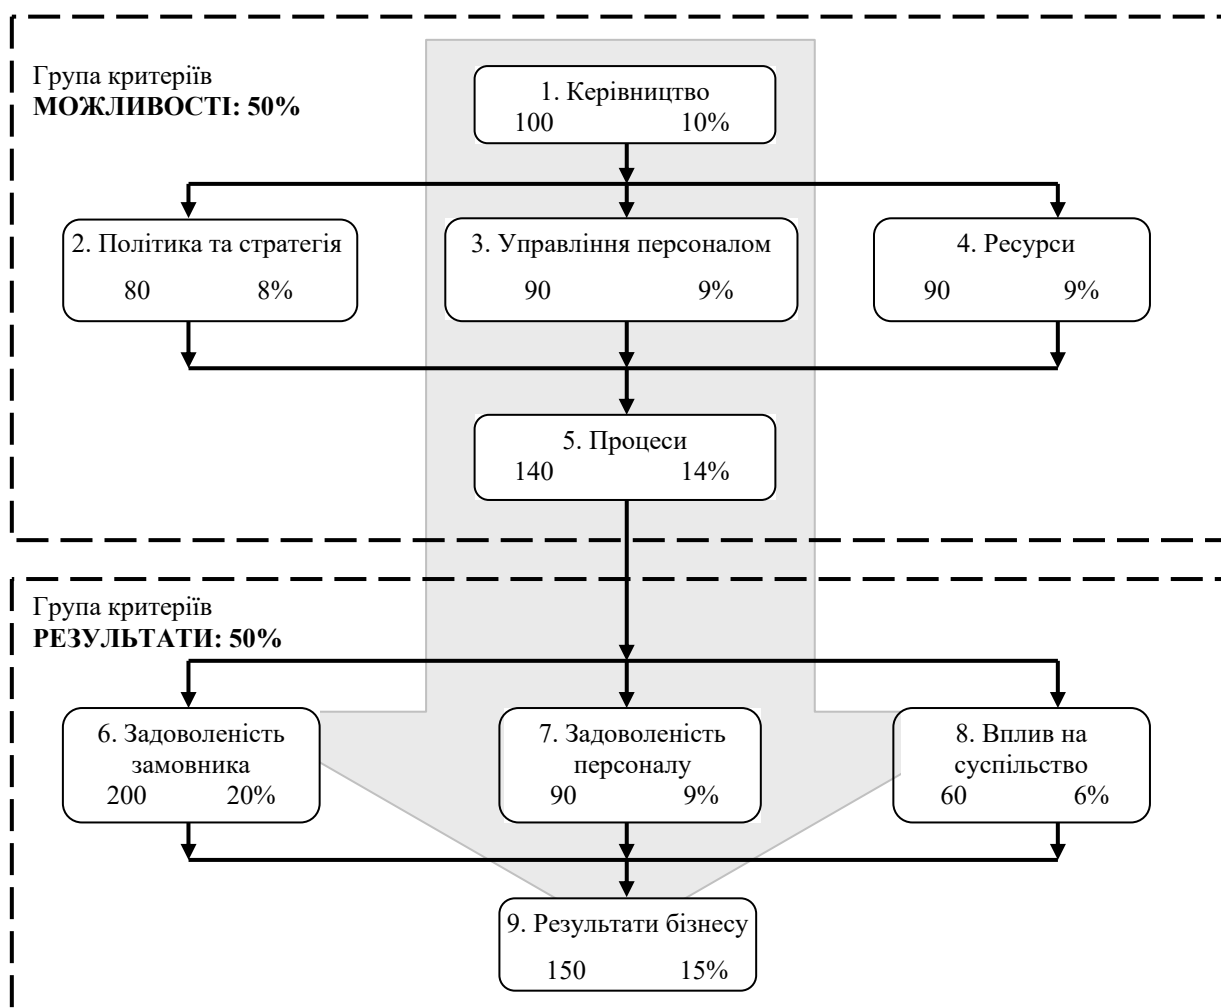 Група критеріїв
МОЖЛИВОСТІ: 50%
1. Керівництво
100 10%
2. Політика та стратегія
80 8%
3. Управління персоналом
90 9%
4. Ресурси
90 9%
5. Процеси
140 14%
Група критеріїв
РЕЗУЛЬТАТИ: 50%
6. Задоволеність
замовника
200 20%
7. Задоволеність
персоналу
90 9%
8. Вплив на
суспільство
60 6%
9. Результати бізнесу
150 15%